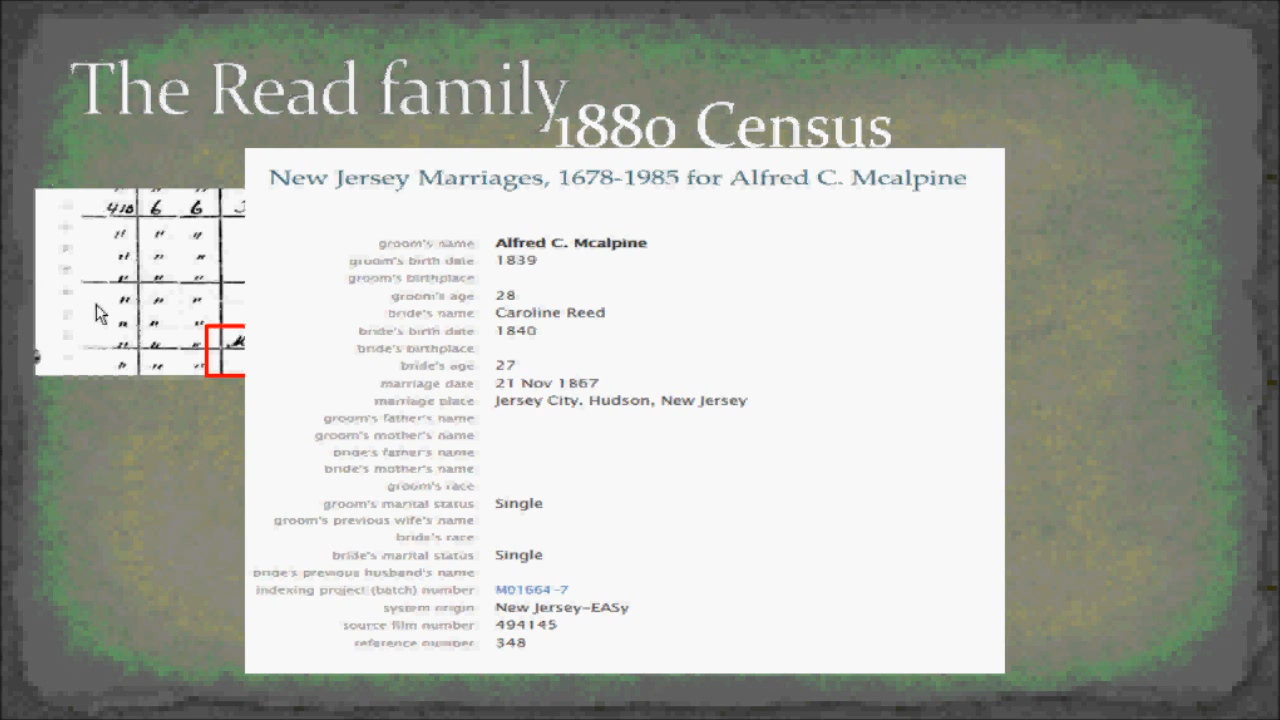 The Read family
1880 Census
New Jersey Marriages, 1678-1985 for Alfred C. Mcalpine
418 6 6
" " "
" " "
" " "
" " "
" " "
" " "
" " "
groom's name Alfred C. Mcalpine
groom's birth date 1839
groom's birthplace
groom's age 28
bride's name Caroline Reed
bride's birth date 1840
bride's birthplace
bride's age 27
marriage date 21 Nov 1867
marriage place Jersey City, Hudson, New Jersey
groom's father's name
groom's mother's name
bride's father's name
bride's mother's name
groom's race
groom's marital status Single
groom's previous wife's name
bride's race
bride's marital status Single
bride's previous husband's name
indexing project (batch) number M01664-7
system origin New Jersey-EASy
source film number 494145
reference number 348